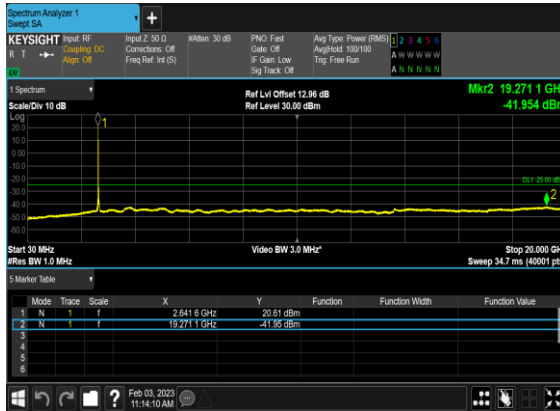 Spectrum Analyzer 1
Swept SA
KEYSIGHT
R T
LXI
Input: RF
Coupling: DC
Align: Off
Input Z: 50 Ω
Corrections: Off
Freq Ref: Int (S)
#Atten: 30 dB
PNO: Fast
Gate: Off
IF Gain: Low
Sig Track: Off
Avg Type: Power (RMS)
Avg|Hold: 100/100
Trig: Free Run
1 2 3 4 5 6
A W W W W W
A N N N N N
1 Spectrum
Scale/Div 10 dB
Ref Lvl Offset 12.96 dB
Ref Level 30.00 dBm
Mkr2 19.271 1 GHz
-41.954 dBm
Log
1
20.0
10.0
0.00
-10.0
-20.0
DL1 -25.00 dB
-30.0
2
-40.0
-50.0
-60.0
Start 30 MHz
Video BW 3.0 MHz*
Stop 20.000 GH
#Res BW 1.0 MHz
Sweep 34.7 ms (40001 pt
5 Marker Table
Mode Trace Scale X Y Function Function Width Function Value
1 N 1 f 2.641 6 GHz 20.61 dBm
2 N 1 f 19.271 1 GHz -41.95 dBm
3
4
5
6
?
Feb 03, 2023
11:14:10 AM